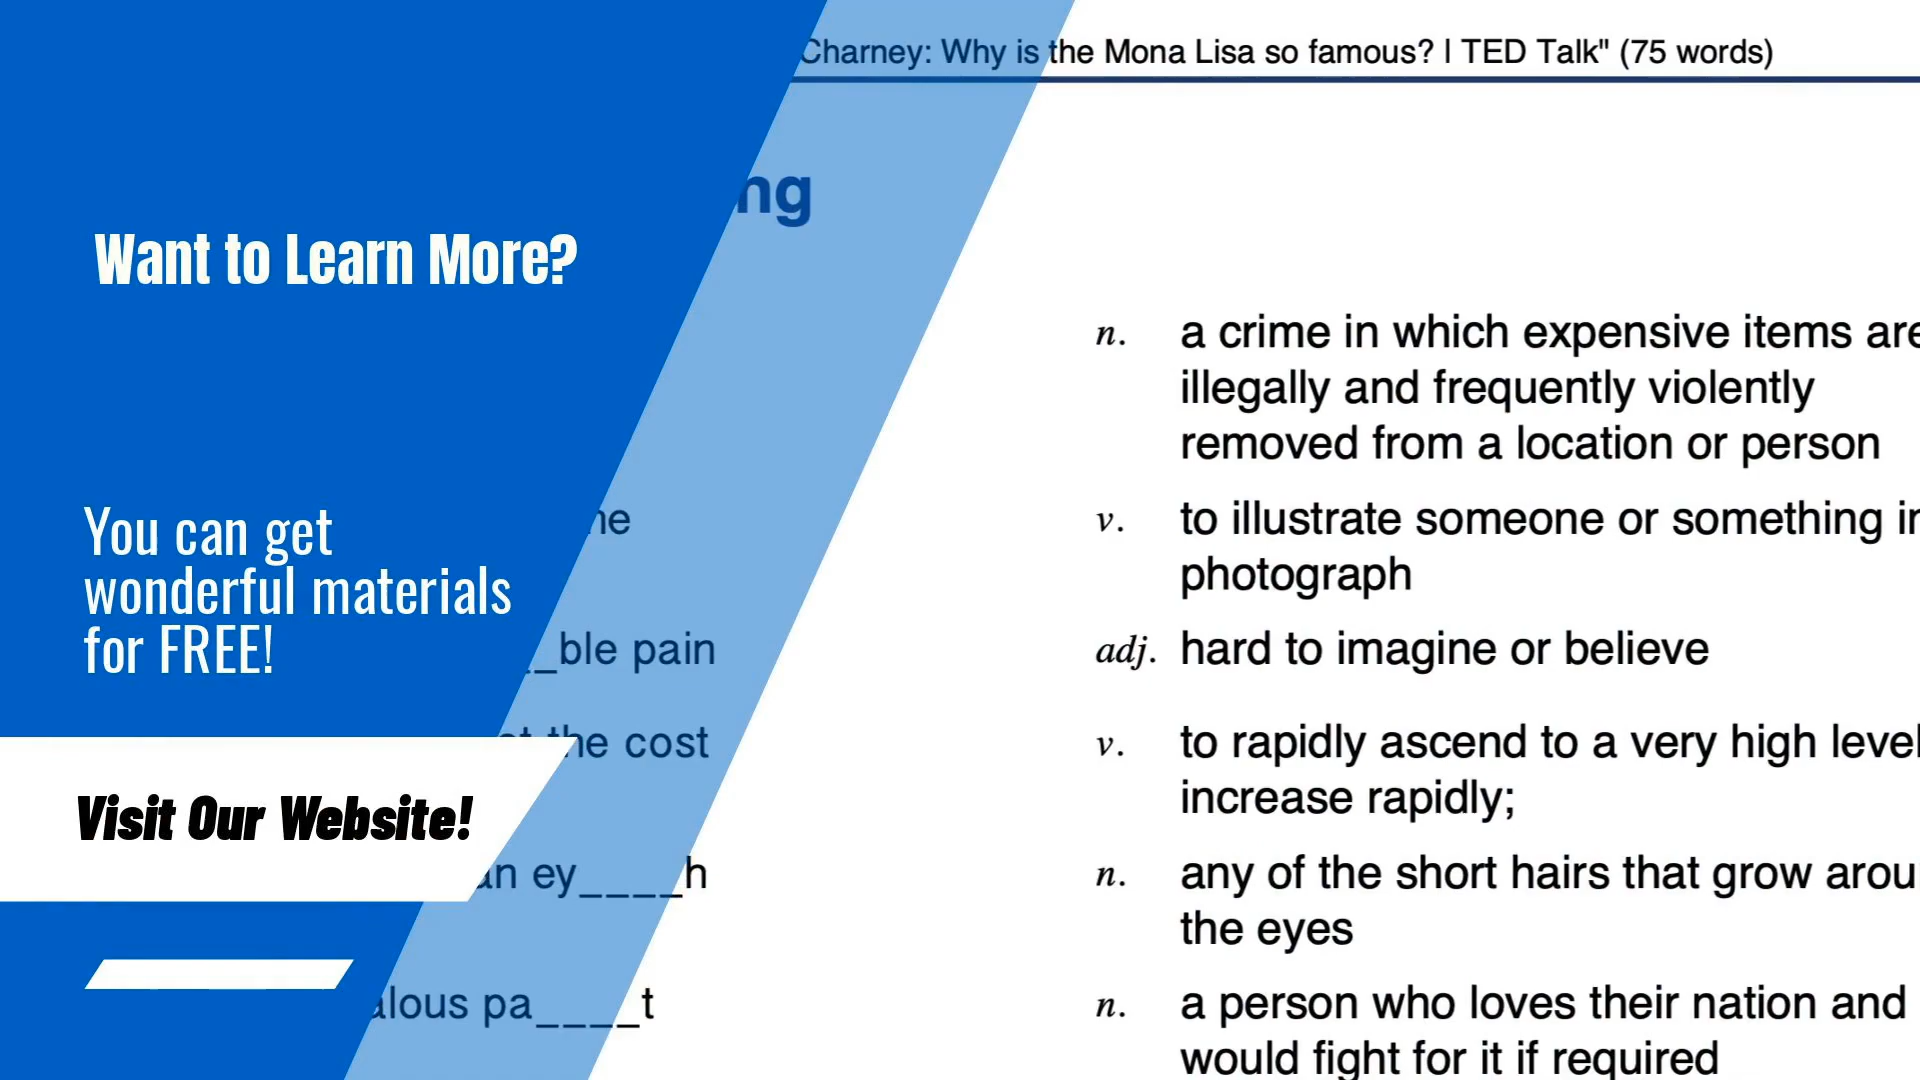 Charney: Why is the Mona Lisa so famous? | TED Talk" (75 words)
Want to Learn More?
You can get
wonderful materials
for FREE!
Visit Our Website!
ng
ne
_ble pain
the cost
an ey____h
alous pa____t
n. a crime in which expensive items are
illegally and frequently violently
removed from a location or person
v. to illustrate someone or something in
photograph
adj. hard to imagine or believe
v. to rapidly ascend to a very high level
increase rapidly;
n. any of the short hairs that grow arou
the eyes
n. a person who loves their nation and
would fight for it if required